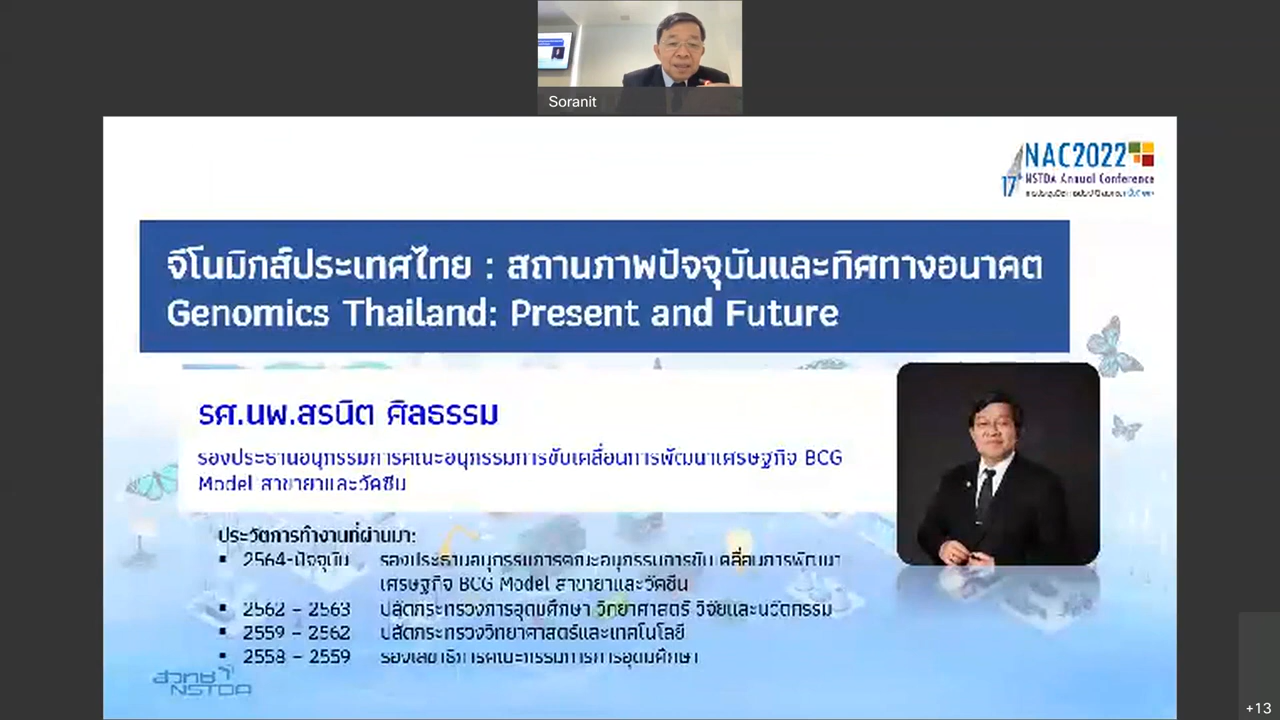 Soranit
NAC2022
17th NSTDA Annual Conference
จีโนมิกส์ประเทศไทย : สถานภาพปัจจุบันและทิศทางอนาคต
Genomics Thailand: Present and Future
รศ.นพ.สรนิต ศิลธรรม
รองประธานอนุกรรมการคณะอนุกรรมการขับเคลื่อนการพัฒนาเศรษฐกิจ BCG
Model สาขายาและวัคซีน
ประวัติการทำงานที่ผ่านมา:
▪ 2564-ปัจจุบัน รองประธานอนุกรรมการคณะอนุกรรมการขับเคลื่อนการพัฒนา
เศรษฐกิจ BCG Model สาขายาและวัคซีน
▪ 2562 – 2563 ปลัดกระทรวงการอุดมศึกษา วิทยาศาสตร์ วิจัยและนวัตกรรม
▪ 2559 – 2562 ปลัดกระทรวงวิทยาศาสตร์และเทคโนโลยี
▪ 2558 – 2559 รองเลขาธิการคณะกรรมการการอุดมศึกษา
สวทช
NSTDA
+13